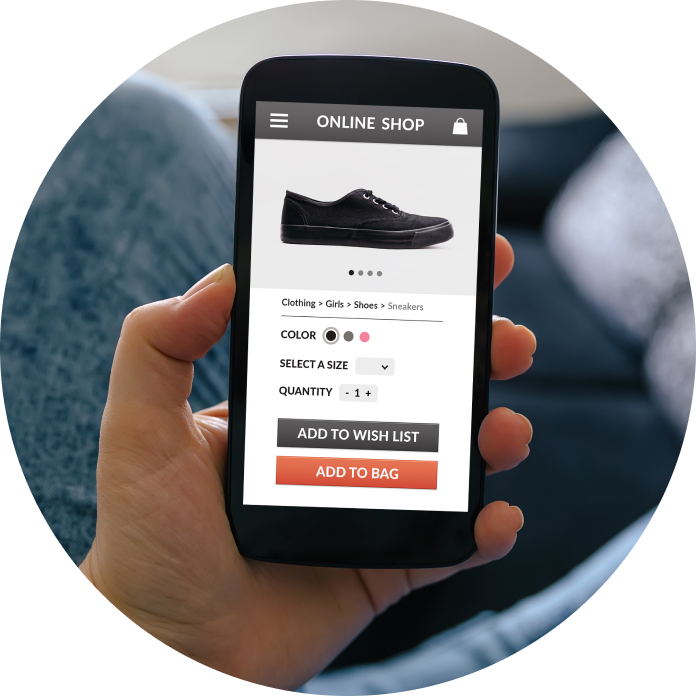 ONLINE SHOP
Clothing > Girls > Shoes > Sneakers
COLOR
SELECT A SIZE
QUANTITY - 1 +
ADD TO WISH LIST
ADD TO BAG